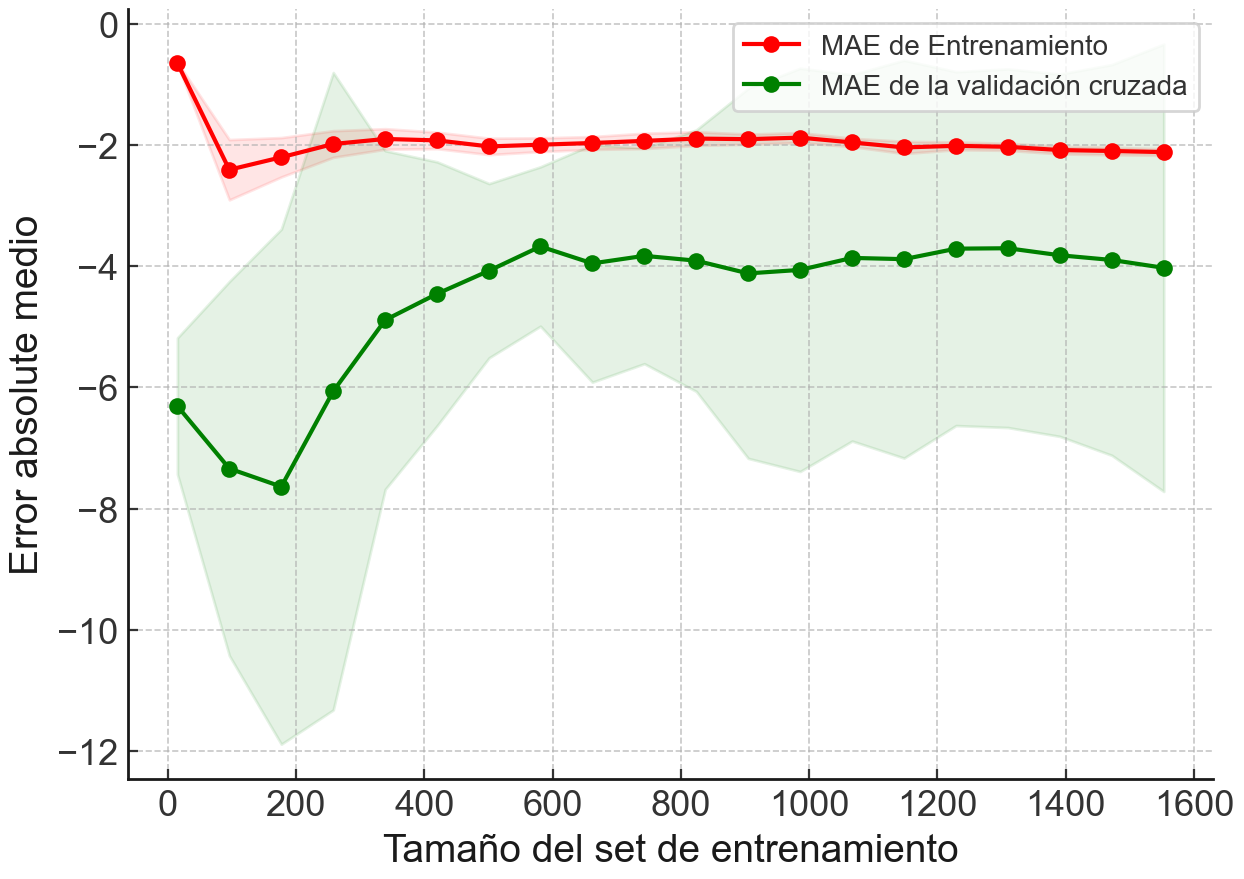 MAE de Entrenamiento
MAE de la validación cruzada
0
−2
−4
−6
−8
−10
−12
Error absolute medio
0 200 400 600 800 1000 1200 1400 1600
Tamaño del set de entrenamiento